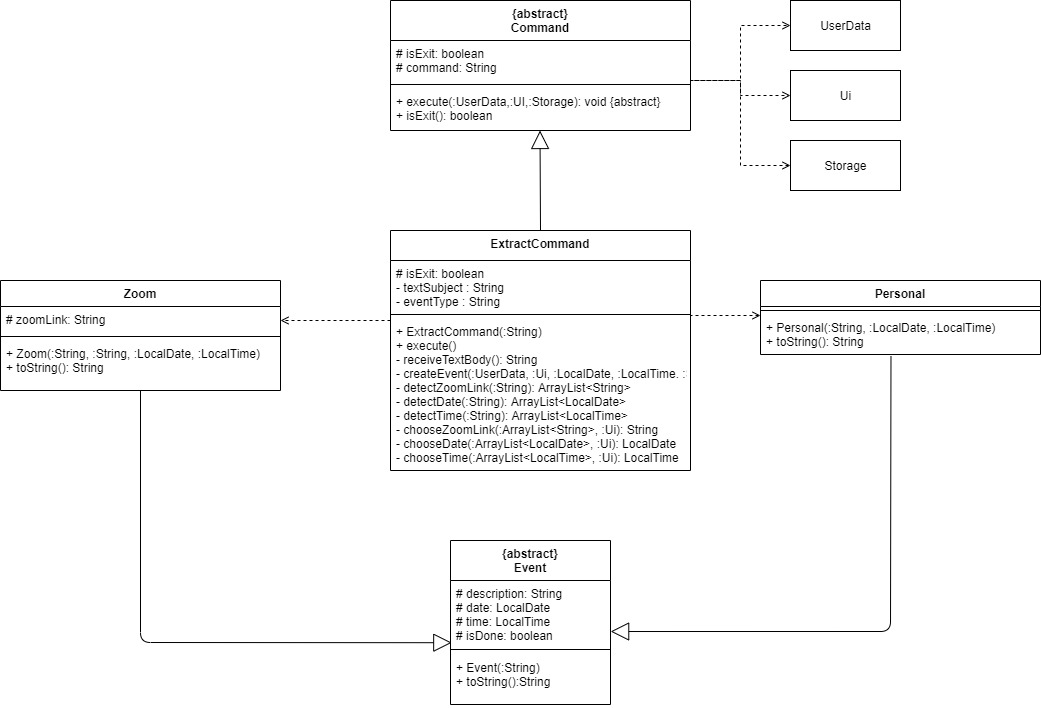 {abstract}
Command
# isExit: boolean
# command: String
+ execute(:UserData,:UI,:Storage): void {abstract}
+ isExit(): boolean
UserData
Ui
Storage
ExtractCommand
# isExit: boolean
- textSubject : String
- eventType : String
+ ExtractCommand(:String)
+ execute()
- receiveTextBody(): String
- createEvent(:UserData, :Ui, :LocalDate, :LocalTime. :
- detectZoomLink(:String): ArrayList<String>
- detectDate(:String): ArrayList<LocalDate>
- detectTime(:String): ArrayList<LocalTime>
- chooseZoomLink(:ArrayList<String>, :Ui): String
- chooseDate(:ArrayList<LocalDate>, :Ui): LocalDate
- chooseTime(:ArrayList<LocalTime>, :Ui): LocalTime
Zoom
# zoomLink: String
+ Zoom(:String, :String, :LocalDate, :LocalTime)
+ toString(): String
Personal
+ Personal(:String, :LocalDate, :LocalTime)
+ toString(): String
{abstract}
Event
# description: String
# date: LocalDate
# time: LocalTime
# isDone: boolean
+ Event(:String)
+ toString():String